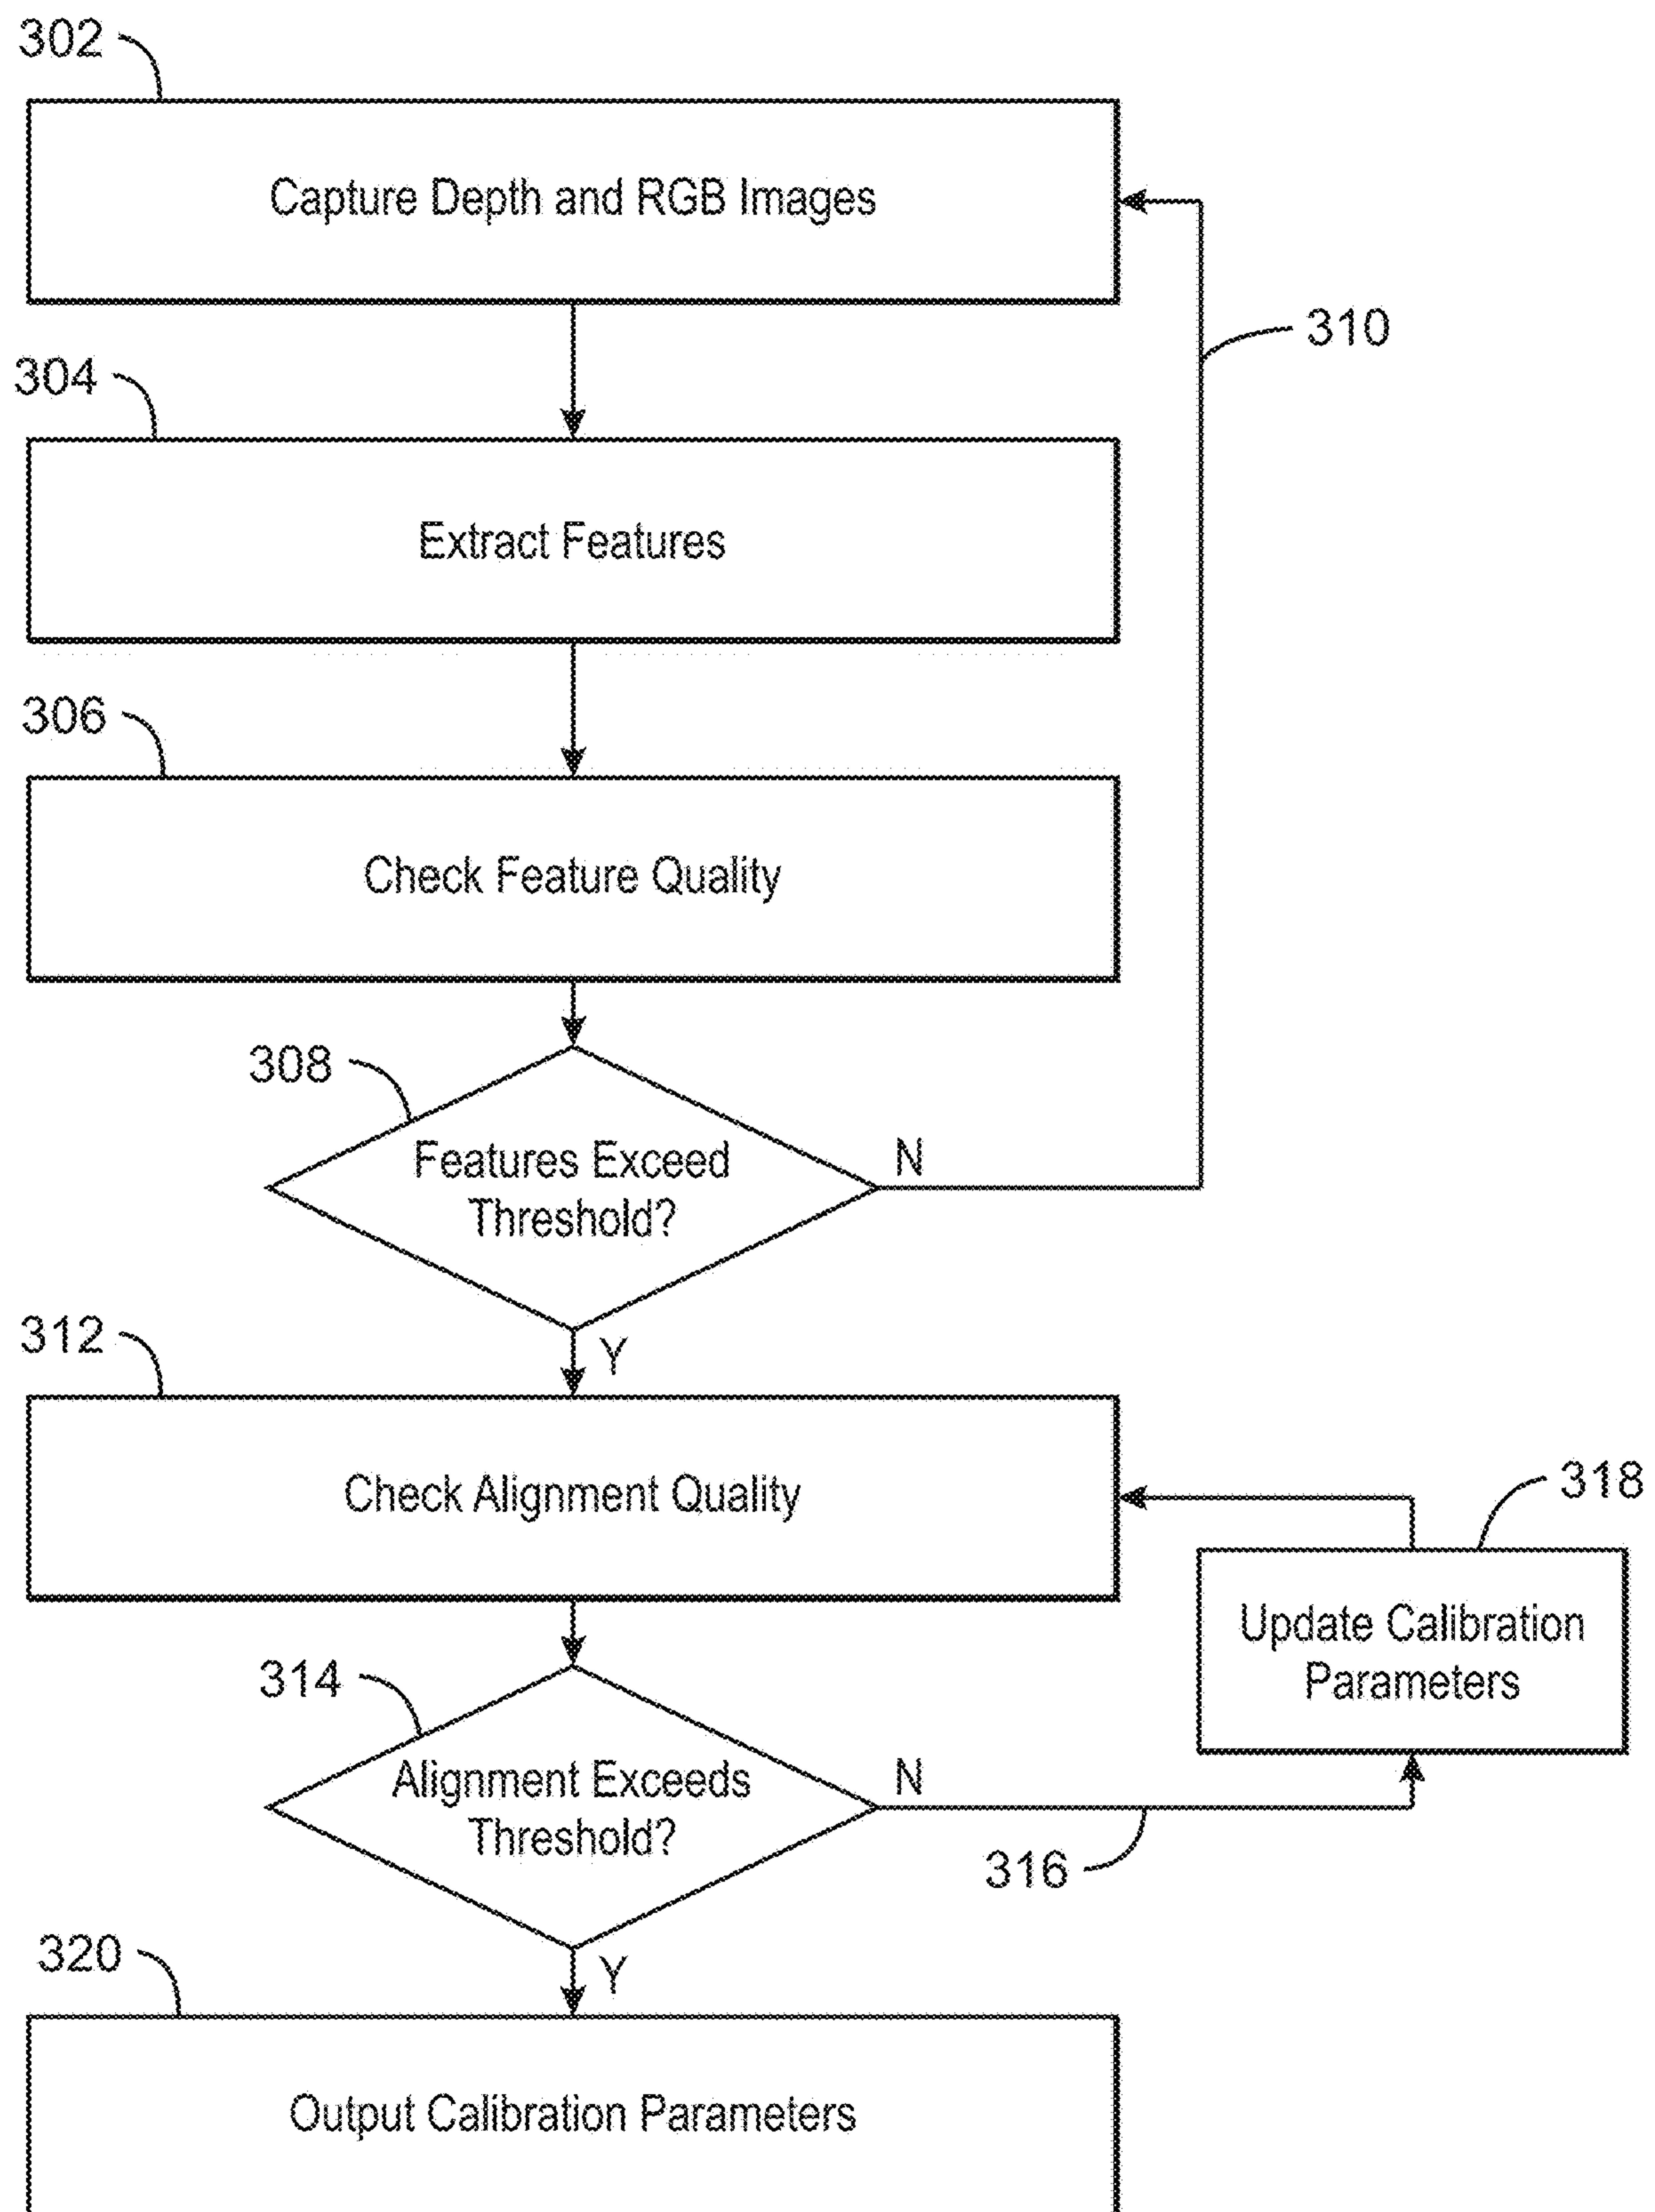 302
Capture Depth and RGB Images
310
304
Extract Features
306
Check Feature Quality
308
Features Exceed
Threshold?
N
Y
312
Check Alignment Quality
318
Update Calibration
Parameters
314
Alignment Exceeds
Threshold?
N
316
Y
320
Output Calibration Parameters